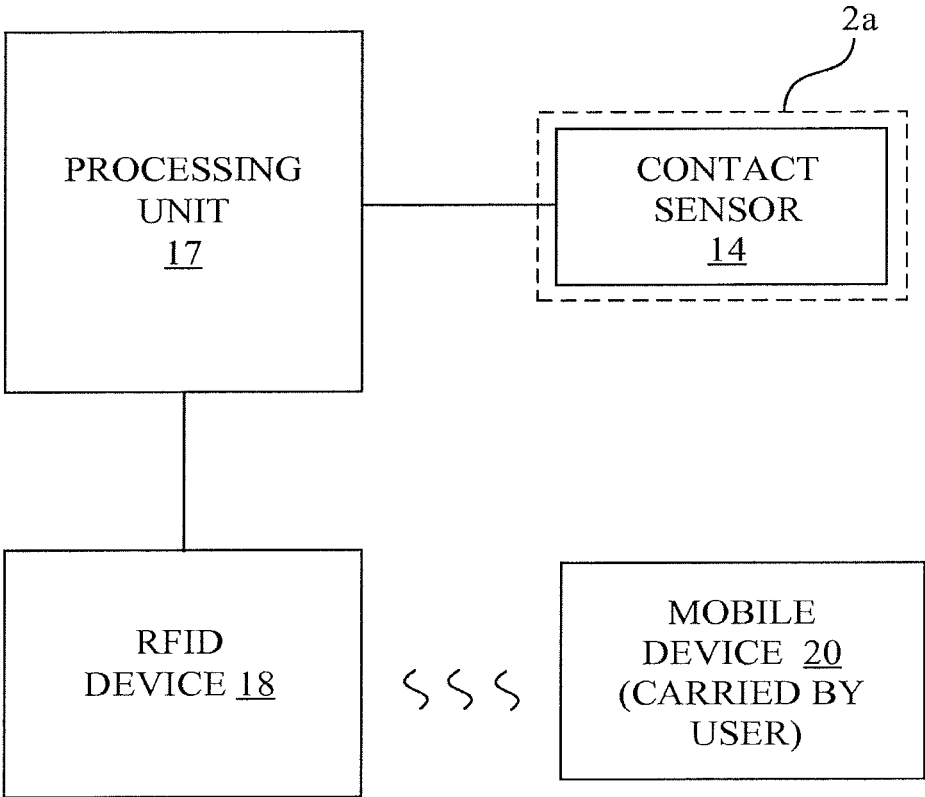 2a
PROCESSING
UNIT
17
CONTACT
SENSOR
14
RFID
DEVICE 18
MOBILE
DEVICE 20
(CARRIED BY
USER)